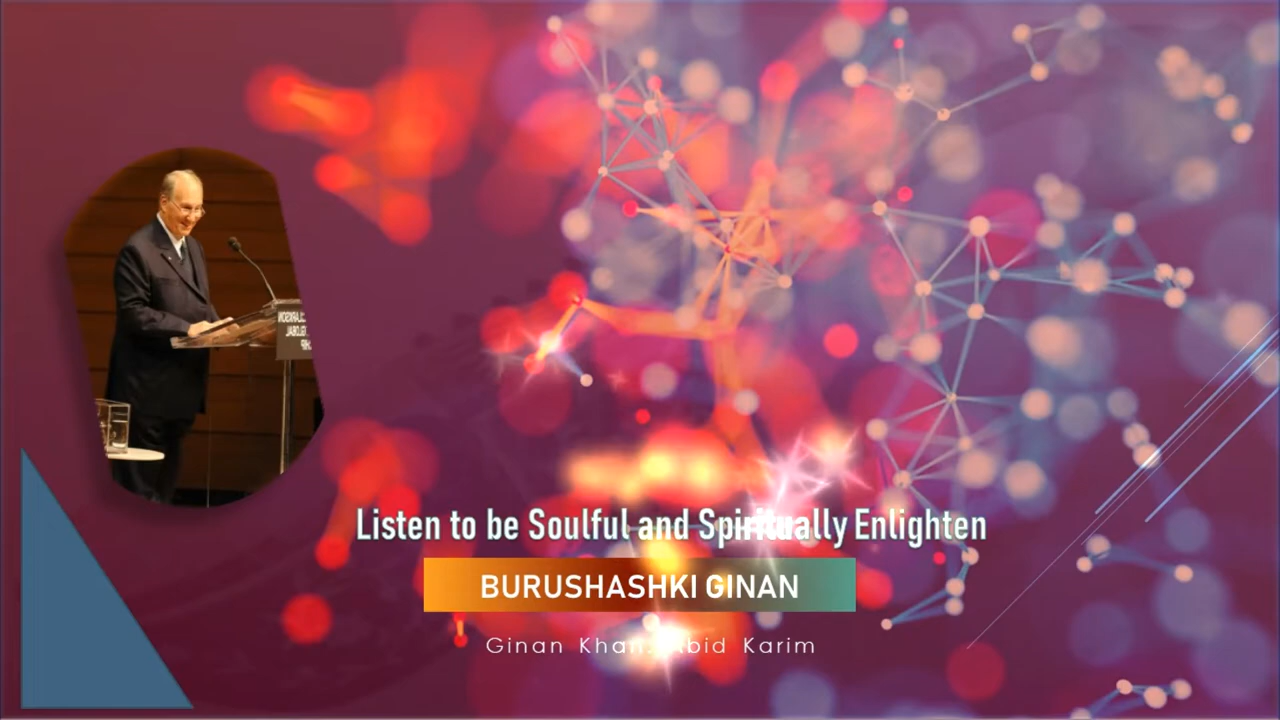 Listen to be Soulful and Spiritually Enlighten
BURUSHASHKI GINAN
Ginan Khan: Abid Karim